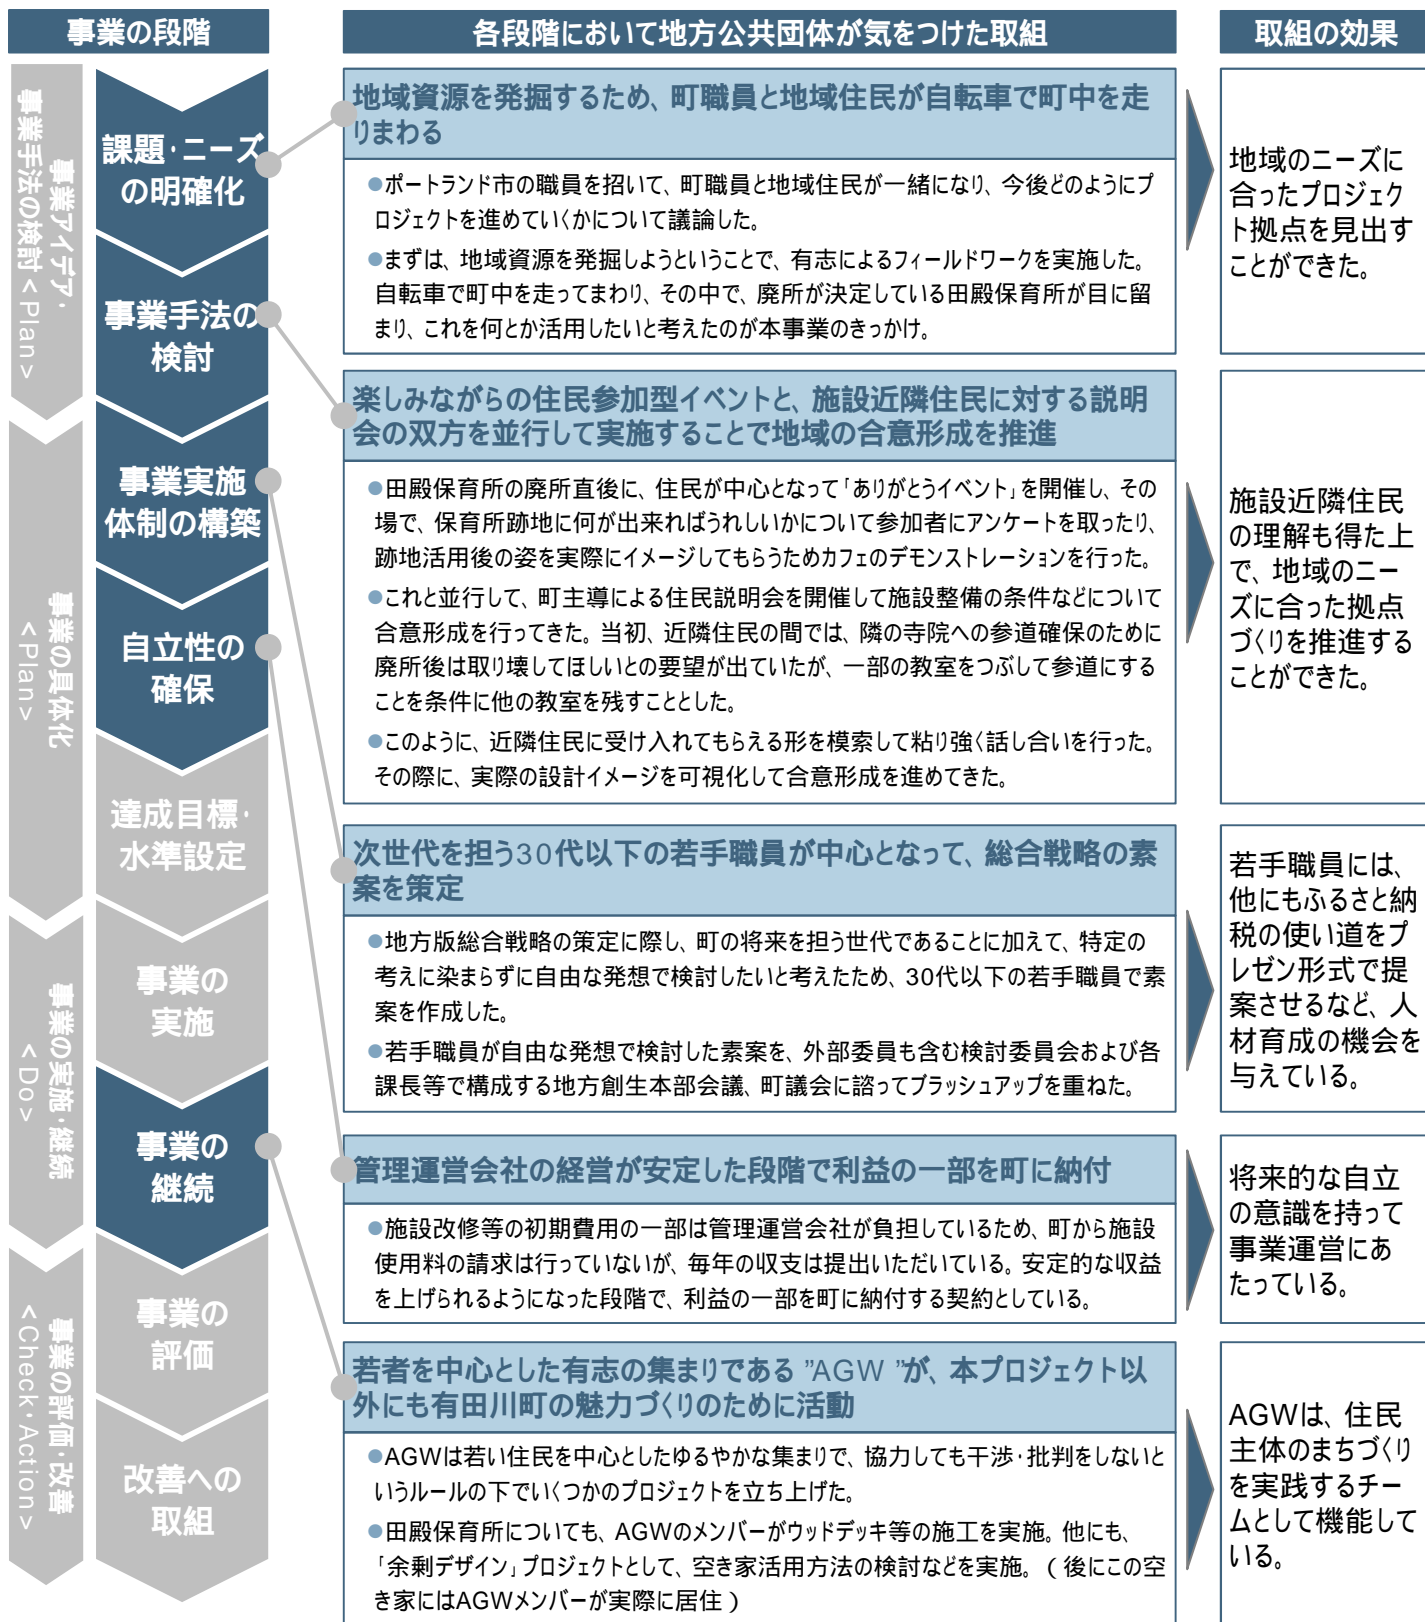 事業の段階
各段階において地方公共団体が気をつけた取組
取組の効果
事業アイデア・
事業手法の検討<Plan>
事業の具体化
<Plan>
事業の実施・継続
<Do>
事業の評価・改善
<Check・Action>
課題・ニーズ
の明確化
事業手法の
検討
事業実施
体制の構築
自立性の
確保
達成目標・
水準設定
事業の
実施
事業の
継続
事業の
評価
改善への
取組
地域資源を発掘するため、町職員と地域住民が自転車で町中を走
りまわる
●ポートランド市の職員を招いて、町職員と地域住民が一緒になり、今後どのようにプ
ロジェクトを進めていくかについて議論した。
●まずは、地域資源を発掘しようということで、有志によるフィールドワークを実施した。
自転車で町中を走ってまわり、その中で、廃所が決定している田殿保育所が目に留
まり、これを何とか活用したいと考えたのが本事業のきっかけ。
地域のニーズに
合ったプロジェク
ト拠点を見出す
ことができた。
楽しみながらの住民参加型イベントと、施設近隣住民に対する説明
会の双方を並行して実施することで地域の合意形成を推進
●田殿保育所の廃所直後に、住民が中心となって「ありがとうイベント」を開催し、その
場で、保育所跡地に何が出来ればうれしいかについて参加者にアンケートを取ったり、
跡地活用後の姿を実際にイメージしてもらうためカフェのデモンストレーションを行った。
●これと並行して、町主導による住民説明会を開催して施設整備の条件などについて
合意形成を行ってきた。当初、近隣住民の間では、隣の寺院への参道確保のために
廃所後は取り壊してほしいとの要望が出ていたが、一部の教室をつぶして参道にする
ことを条件に他の教室を残すこととした。
●このように、近隣住民に受け入れてもらえる形を模索して粘り強く話し合いを行った。
その際に、実際の設計イメージを可視化して合意形成を進めてきた。
施設近隣住民
の理解も得た上
で、地域のニー
ズに合った拠点
づくりを推進する
ことができた。
次世代を担う30代以下の若手職員が中心となって、総合戦略の素
案を策定
●地方版総合戦略の策定に際し、町の将来を担う世代であることに加えて、特定の
考えに染まらずに自由な発想で検討したいと考えたため、30代以下の若手職員で素
案を作成した。
●若手職員が自由な発想で検討した素案を、外部委員も含む検討委員会および各
課長等で構成する地方創生本部会議、町議会に諮ってブラッシュアップを重ねた。
若手職員には、
他にもふるさと納
税の使い道をプ
レゼン形式で提
案させるなど、人
材育成の機会を
与えている。
管理運営会社の経営が安定した段階で利益の一部を町に納付
●施設改修等の初期費用の一部は管理運営会社が負担しているため、町から施設
使用料の請求は行っていないが、毎年の収支は提出いただいている。安定的な収益
を上げられるようになった段階で、利益の一部を町に納付する契約としている。
将来的な自立
の意識を持って
事業運営にあ
たっている。
若者を中心とした有志の集まりである ”AGW ”が、本プロジェクト以
外にも有田川町の魅力づくりのために活動
●AGWは若い住民を中心としたゆるやかな集まりで、協力しても干渉・批判をしないと
いうルールの下でいくつかのプロジェクトを立ち上げた。
●田殿保育所についても、AGWのメンバーがウッドデッキ等の施工を実施。他にも、
「余剰デザイン」プロジェクトとして、空き家活用方法の検討などを実施。（後にこの空
き家にはAGWメンバーが実際に居住）
AGWは、住民
主体のまちづくり
を実践するチー
ムとして機能して
いる。